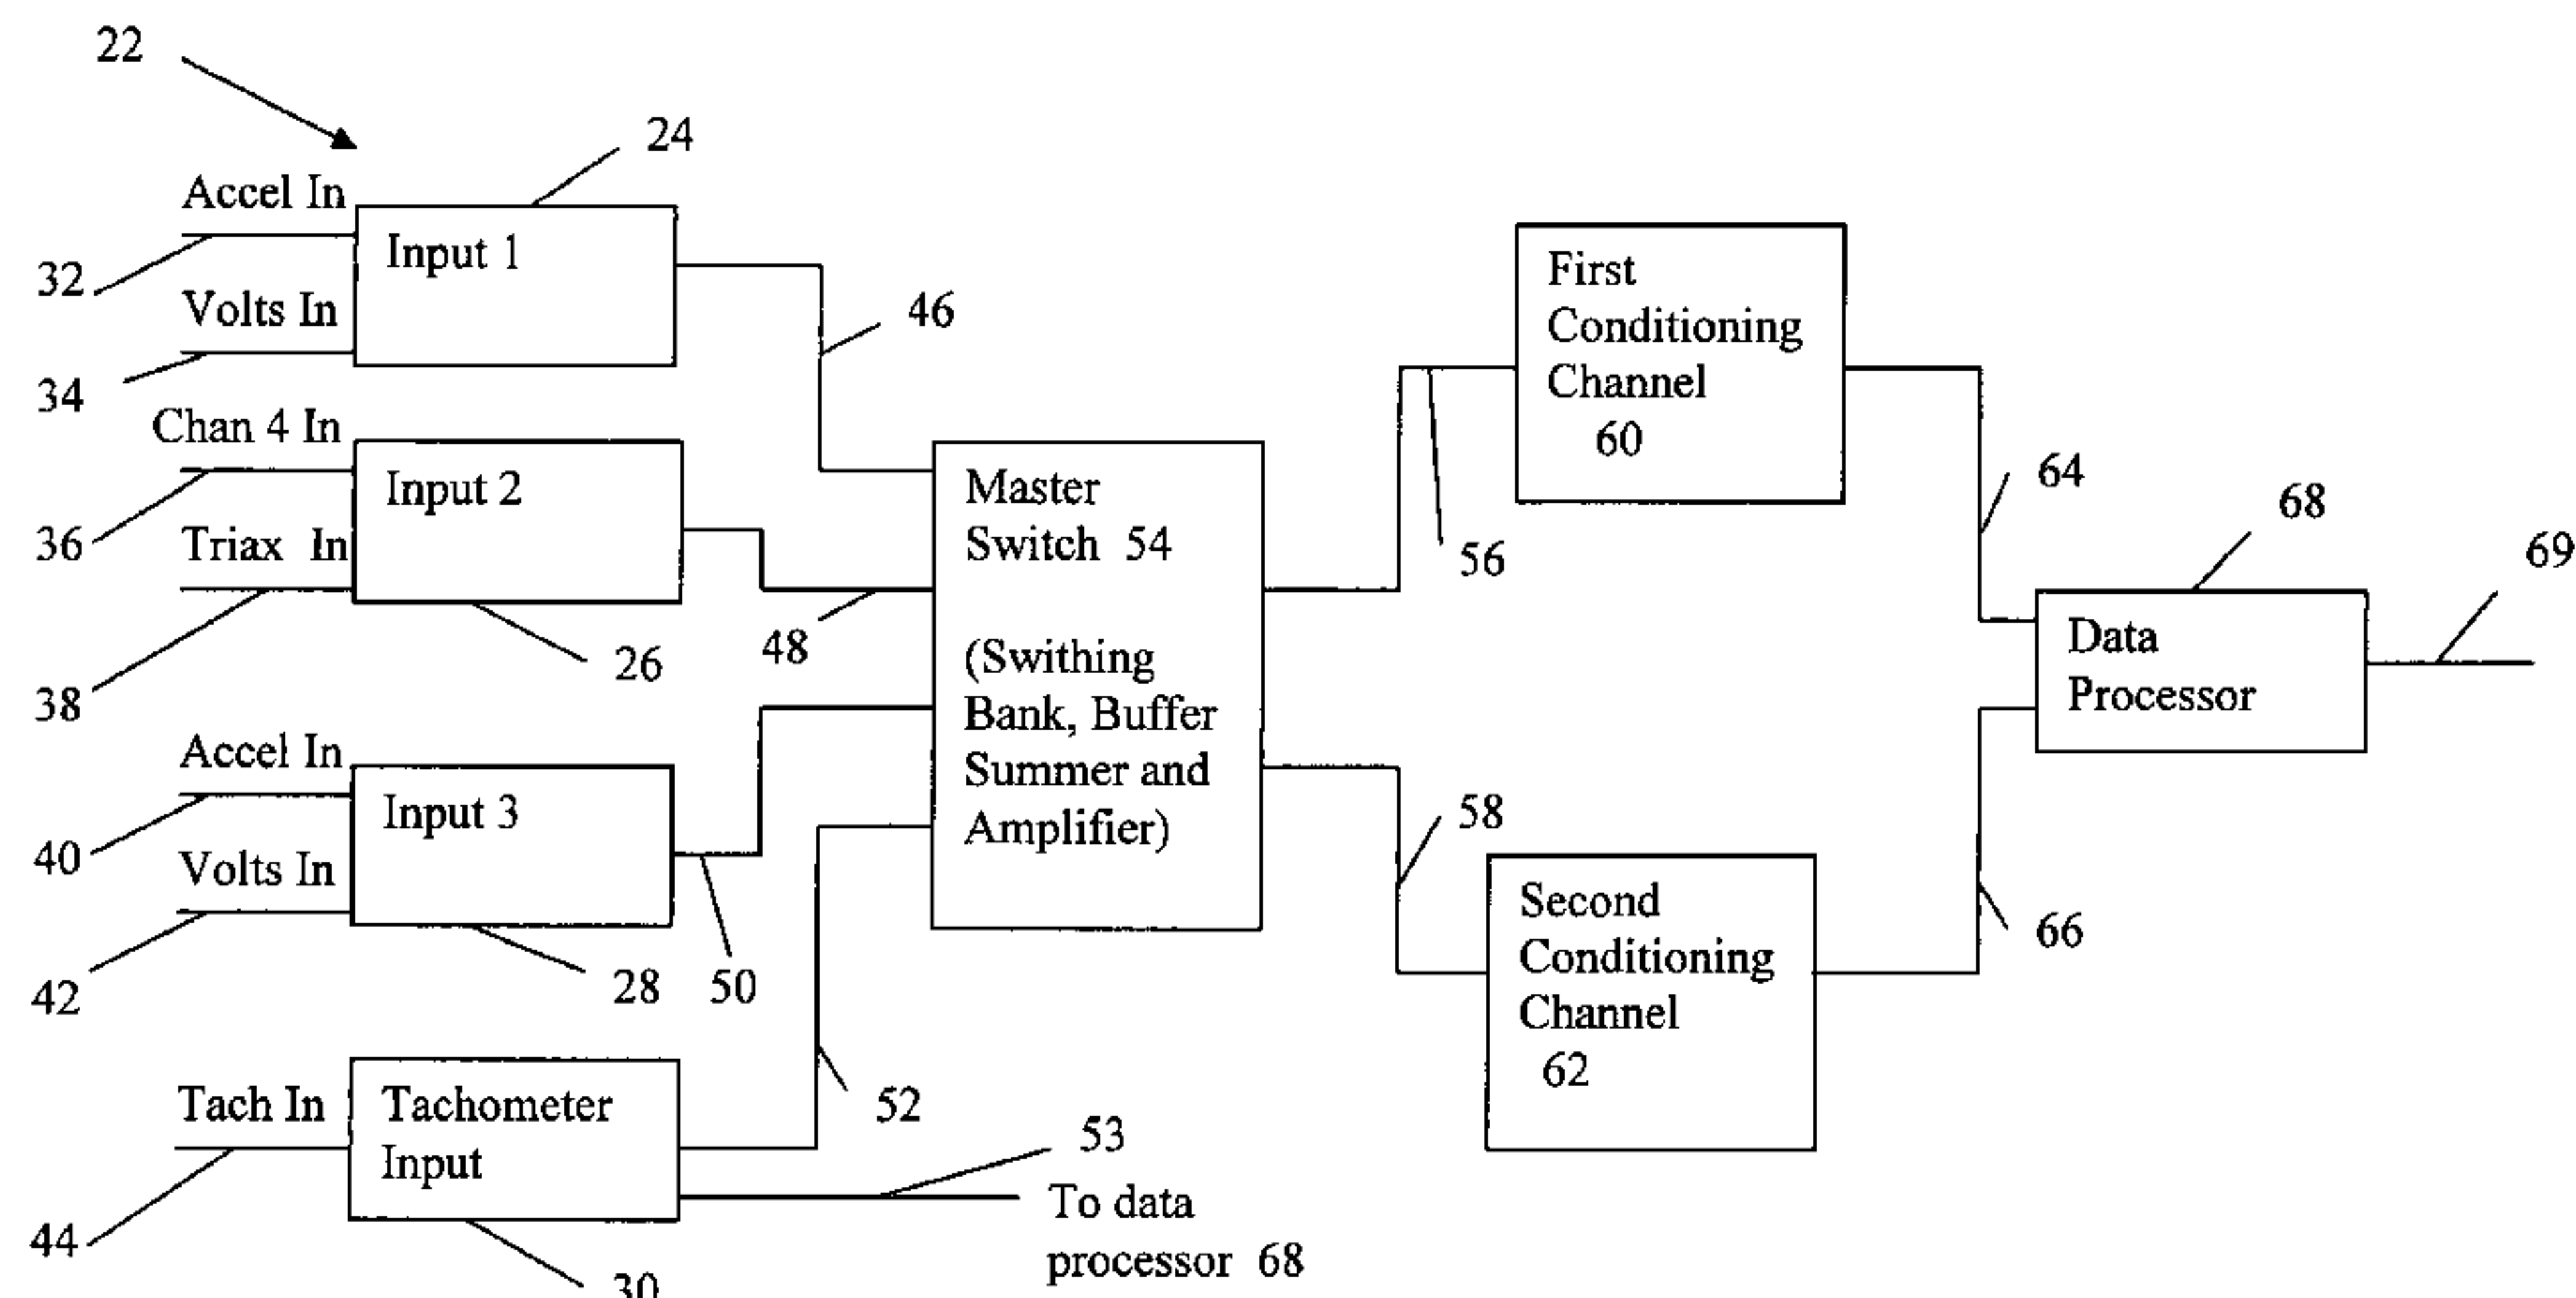 22
24
Accel In
Input 1
32
Volts In
46
34
Chan 4 In
Input 2
36
Triax In
48
26
38
Accel In
Input 3
40
Volts In
42
28
50
Tach In
Tachometer
Input
52
53
To data
processor 68
44
30
Master
Switch 54
(Swithing
Bank, Buffer
Summer and
Amplifier)
56
58
First
Conditioning
Channel
60
Second
Conditioning
Channel
62
64
66
68
Data
Processor
69